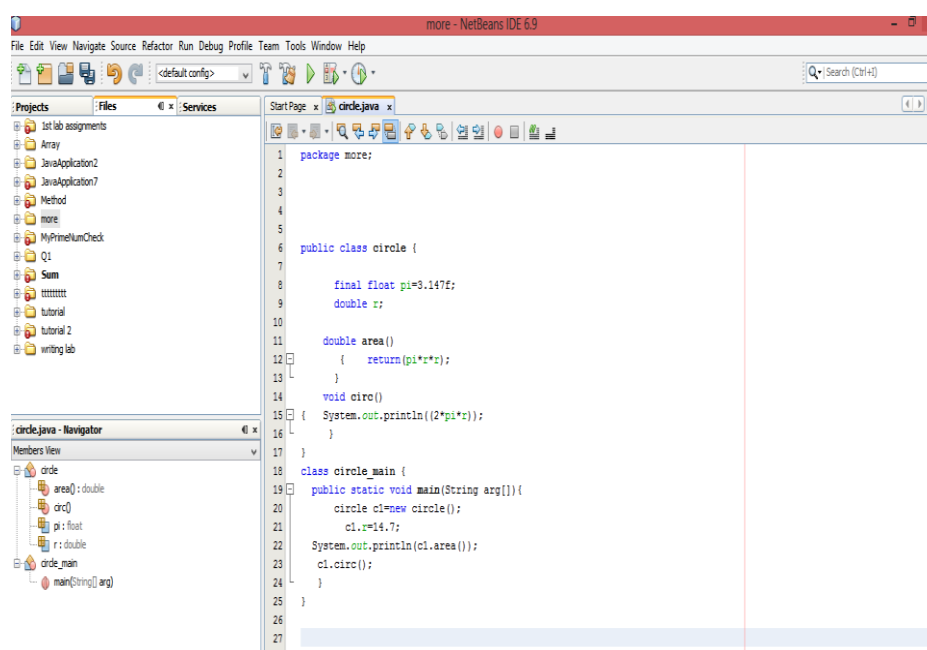 more - NetBeans IDE 6.9
File Edit View Navigate Source Refactor Run Debug Profile Team Tools Window Help
<default config>
Search (Ctrl+I)
Projects Files Services
1st lab assignments
Array
JavaApplication2
JavaApplication7
Method
more
MyPrimeNumCheck
Q1
Sum
ttttttttt
tutorial
tutorial 2
writing lab
circle.java - Navigator
Members View
circle
area() : double
circ()
pi : float
r : double
circle_main
main(String[] arg)
Start Page x circle.java x
1 package more;
2
3
4
5
6 public class circle {
7
8 final float pi=3.147f;
9 double r;
10
11 double area()
12 { return(pi*r*r);
13 }
14 void circ()
15 { System.out.println((2*pi*r));
16 }
17 }
18 class circle_main {
19 public static void main(String arg[]){
20 circle c1=new circle();
21 c1.r=14.7;
22 System.out.println(c1.area());
23 c1.circ();
24 }
25 }
26
27